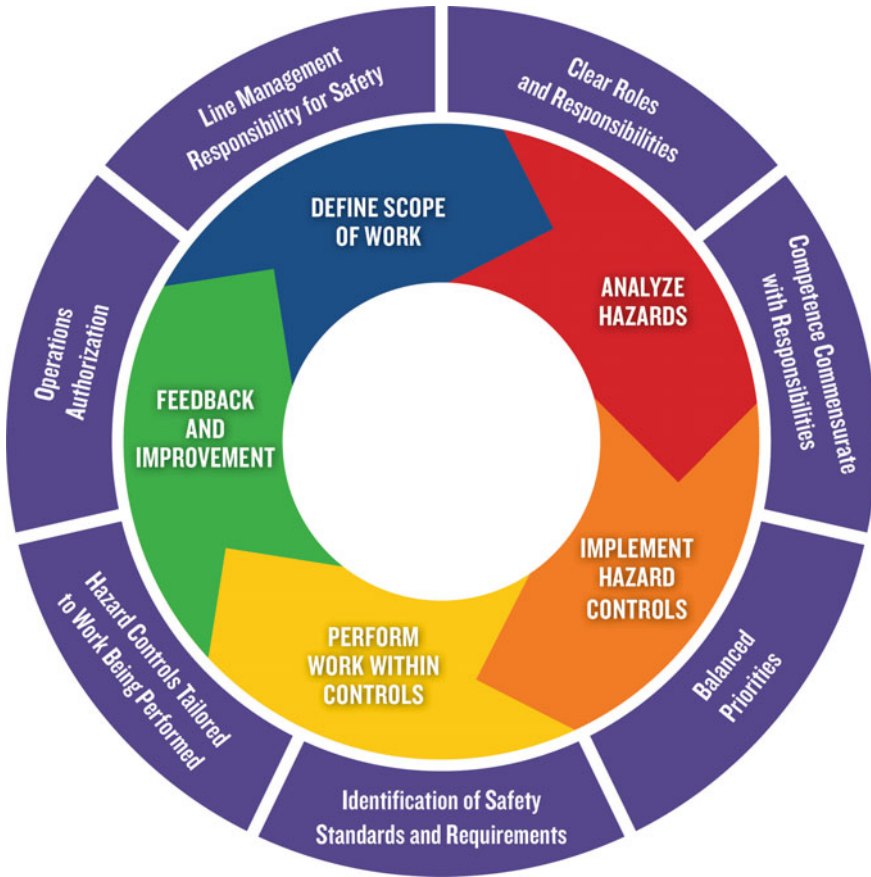 Line Management
Responsibility for Safety
Clear Roles
and Responsibilities
Competence Commensurate
with Responsibilities
Balanced
Priorities
Identification of Safety
Standards and Requirements
Hazard Controls Tailored
to Work Being Performed
Operations
Authorization
DEFINE SCOPE
OF WORK
ANALYZE
HAZARDS
IMPLEMENT
HAZARD
CONTROLS
PERFORM
WORK WITHIN
CONTROLS
FEEDBACK
AND
IMPROVEMENT